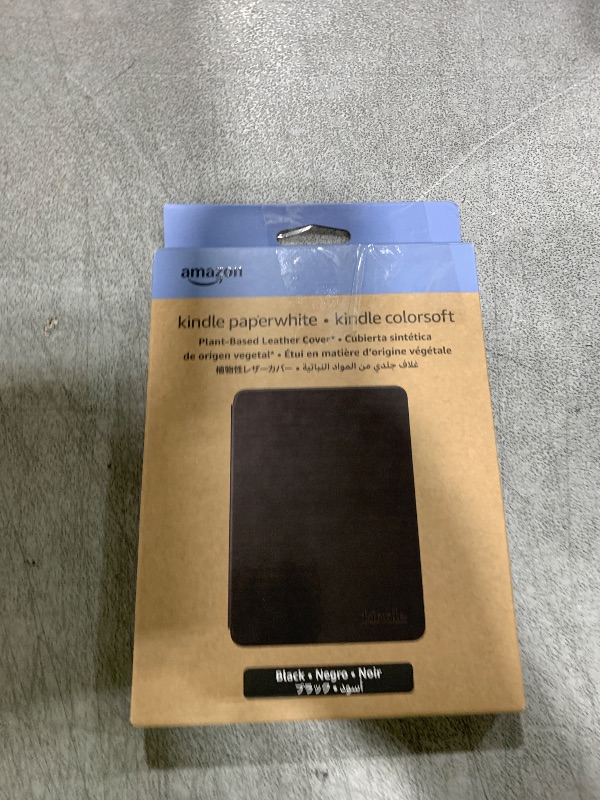 amazon
kindle paperwhite • kindle colorsoft
Plant-Based Leather Cover* • Cubierta sintética
de origen vegetal* • Étui en matière d'origine végétale
植物性レザーカバー • غلاف جلدي من المواد النباتية
kindle
Black • Negro • Noir
ブラック • أسود